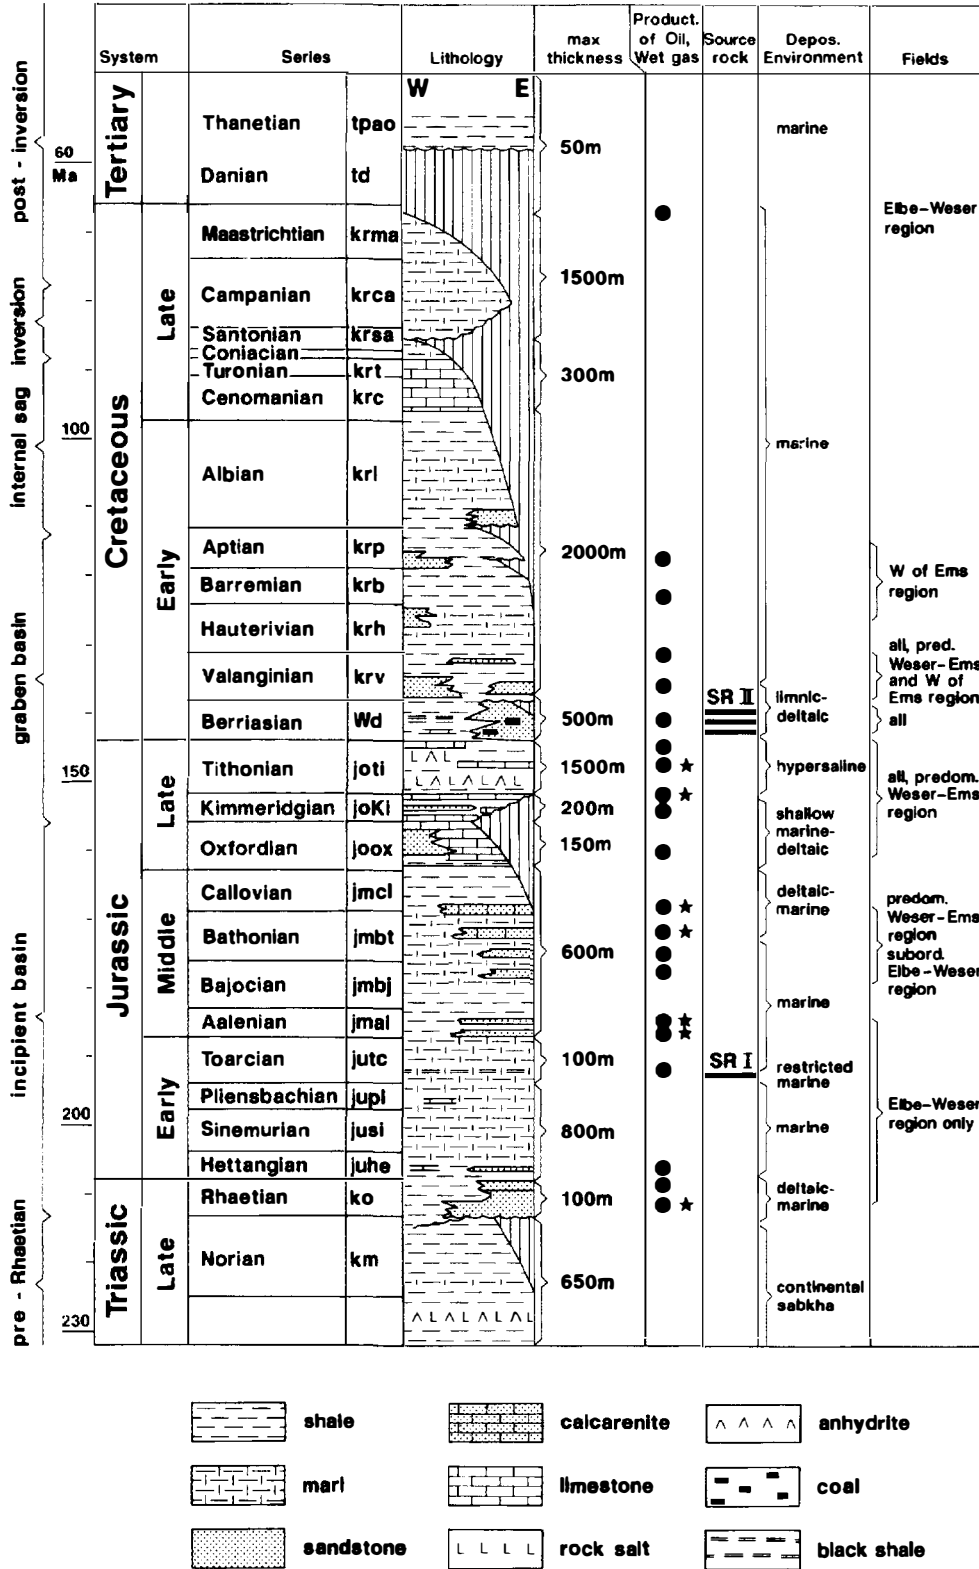 System
Series
Lithology
max
thickness
Product.
of Oil,
Wet gas
Source
rock
Depos.
Environment
Fields
post - inversion
inversion
internal sag
graben basin
incipient basin
pre - Rhaetian
60
Ma
100
150
200
230
Tertiary
Cretaceous
Jurassic
Triassic
Late
Early
Late
Middle
Early
Late
W E
Thanetian tpao
Danian td
Maastrichtian krma
Campanian krca
Santonian krsa
Coniacian
Turonian krt
Cenomanian krc
Albian krl
Aptian krp
Barremian krb
Hauterivian krh
Valanginian krv
Berriasian Wd
Tithonian joti
Kimmeridgian joKi
Oxfordian joox
Callovian jmcl
Bathonian jmbt
Bajocian jmbj
Aalenian jmal
Toarcian jutc
Pliensbachian jupl
Sinemurian jusi
Hettangian juhe
Rhaetian ko
Norian km
L Λ L
L Λ L Λ L Λ L
Λ L Λ L Λ L Λ L
50m
1500m
300m
2000m
500m
1500m
200m
150m
600m
100m
800m
100m
650m
SR II
SR I
marine
marine
limnic-
deltaic
hypersaline
shallow
marine-
deltaic
deltaic-
marine
marine
restricted
marine
marine
deltaic-
marine
continental
sabkha
Elbe-Weser
region
W of Ems
region
all, pred.
Weser-Ems
and W of
Ems region
all
all, predom.
Weser-Ems
region
predom.
Weser-Ems
region
subord.
Elbe-Weser
region
Elbe-Weser
region only
shale
calcarenite
Λ Λ Λ Λ anhydrite
marl
limestone
coal
sandstone
L L L L rock salt
black shale